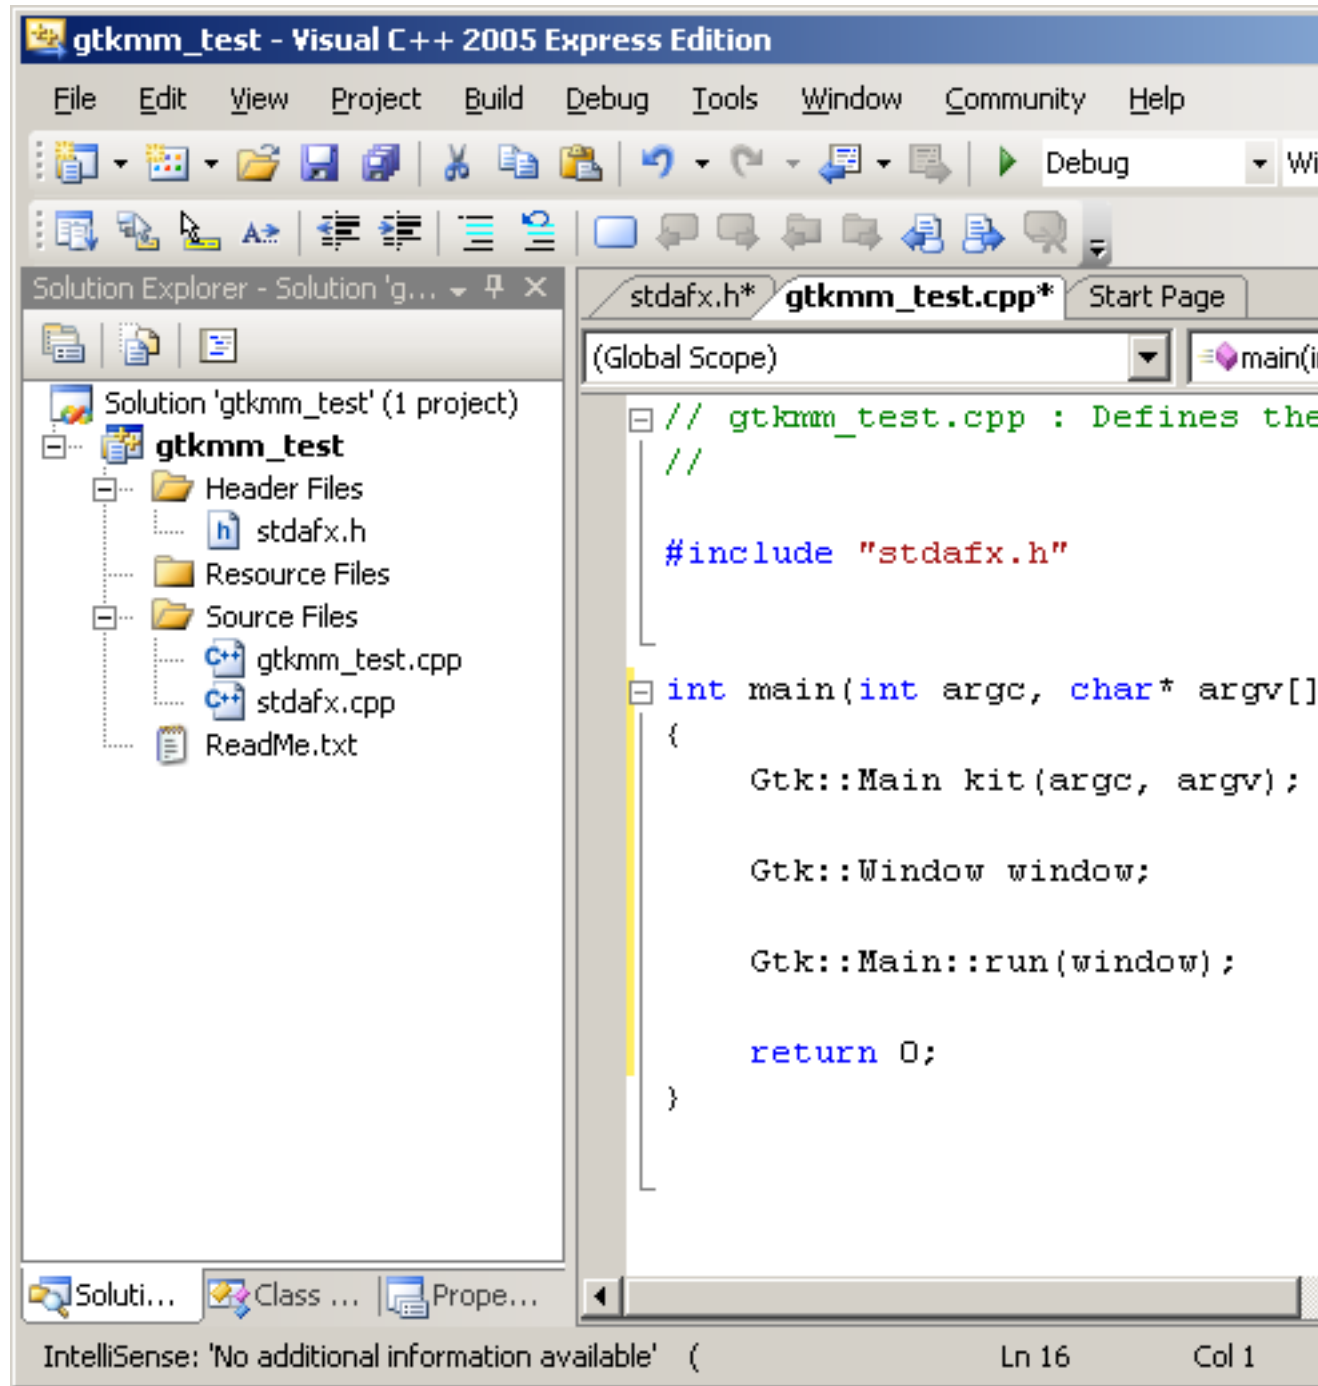 gtkmm_test - Visual C++ 2005 Express Edition
File Edit View Project Build Debug Tools Window Community Help
Debug Wi
Solution Explorer - Solution 'g...
stdafx.h* gtkmm_test.cpp* Start Page
(Global Scope) main(i
Solution 'gtkmm_test' (1 project)
gtkmm_test
Header Files
stdafx.h
Resource Files
Source Files
gtkmm_test.cpp
stdafx.cpp
ReadMe.txt
// gtkmm_test.cpp : Defines the
//
#include "stdafx.h"
int main(int argc, char* argv[]
{
Gtk::Main kit(argc, argv);
Gtk::Window window;
Gtk::Main::run(window);
return 0;
}
Soluti... Class ... Prope...
IntelliSense: 'No additional information available' ( Ln 16 Col 1